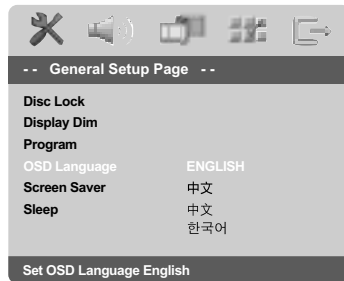 - -  General Setup Page  - -
Disc Lock
Display Dim
Program
OSD Language ENGLISH
Screen Saver 中文
Sleep 中文
한국어
Set OSD Language English